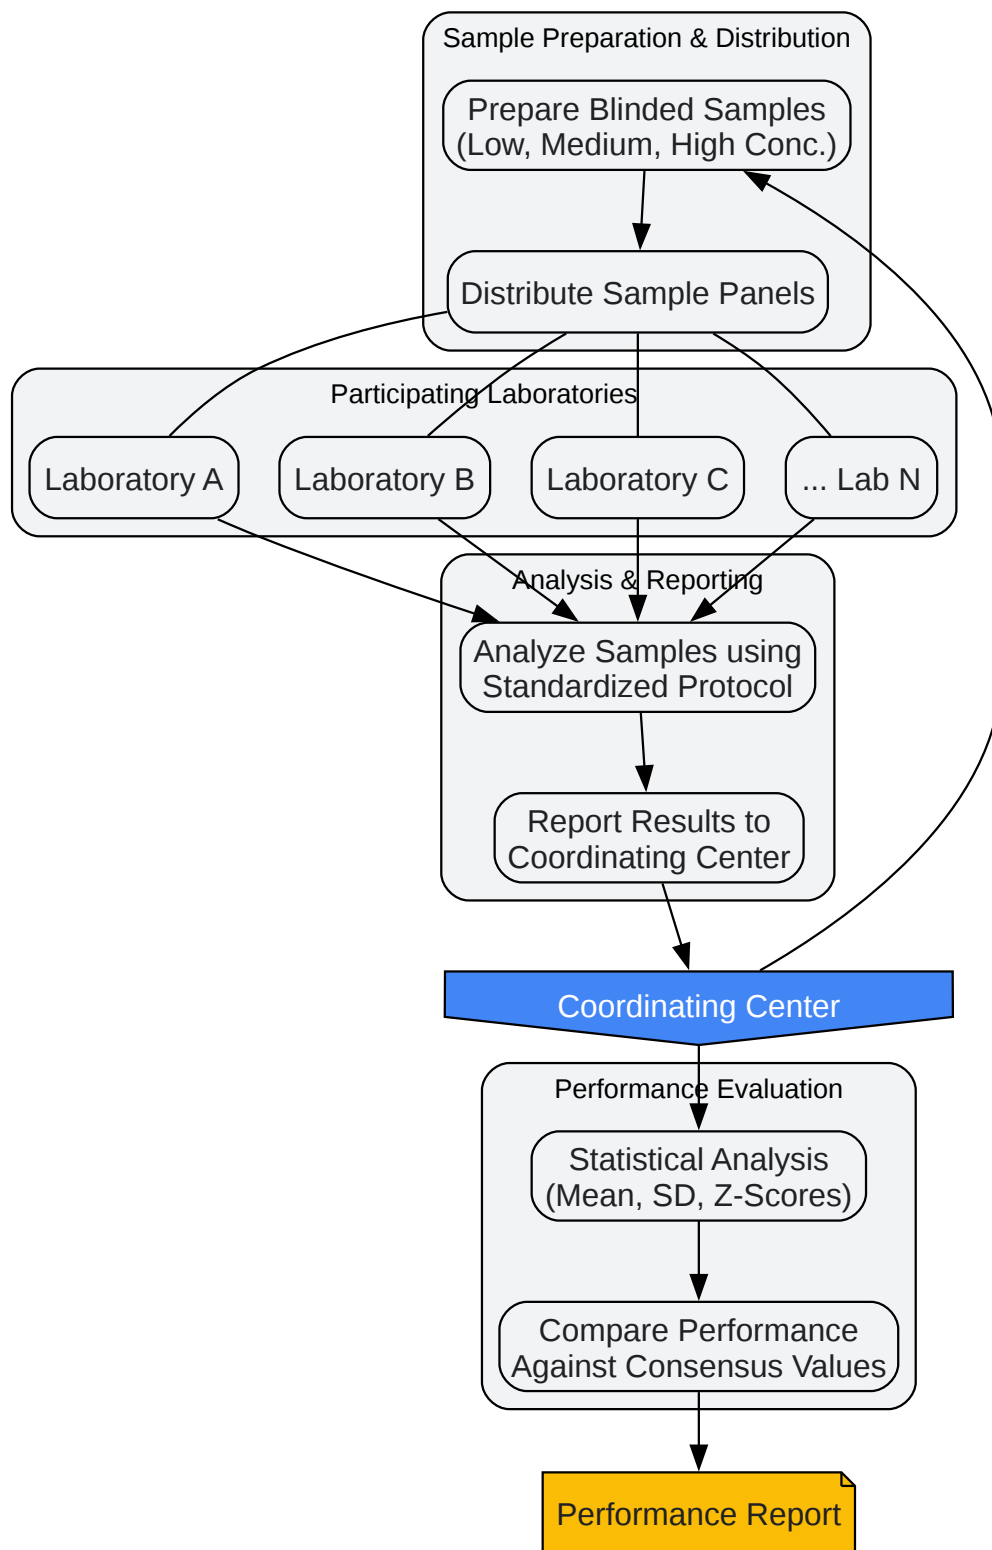 Sample Preparation & Distribution
Prepare Blinded Samples
(Low, Medium, High Conc.)
Distribute Sample Panels
Participating Laboratories
Laboratory A
Laboratory B
Laboratory C
... Lab N
Analysis & Reporting
Analyze Samples using
Standardized Protocol
Report Results to
Coordinating Center
Coordinating Center
Performance Evaluation
Statistical Analysis
(Mean, SD, Z-Scores)
Compare Performance
Against Consensus Values
Performance Report